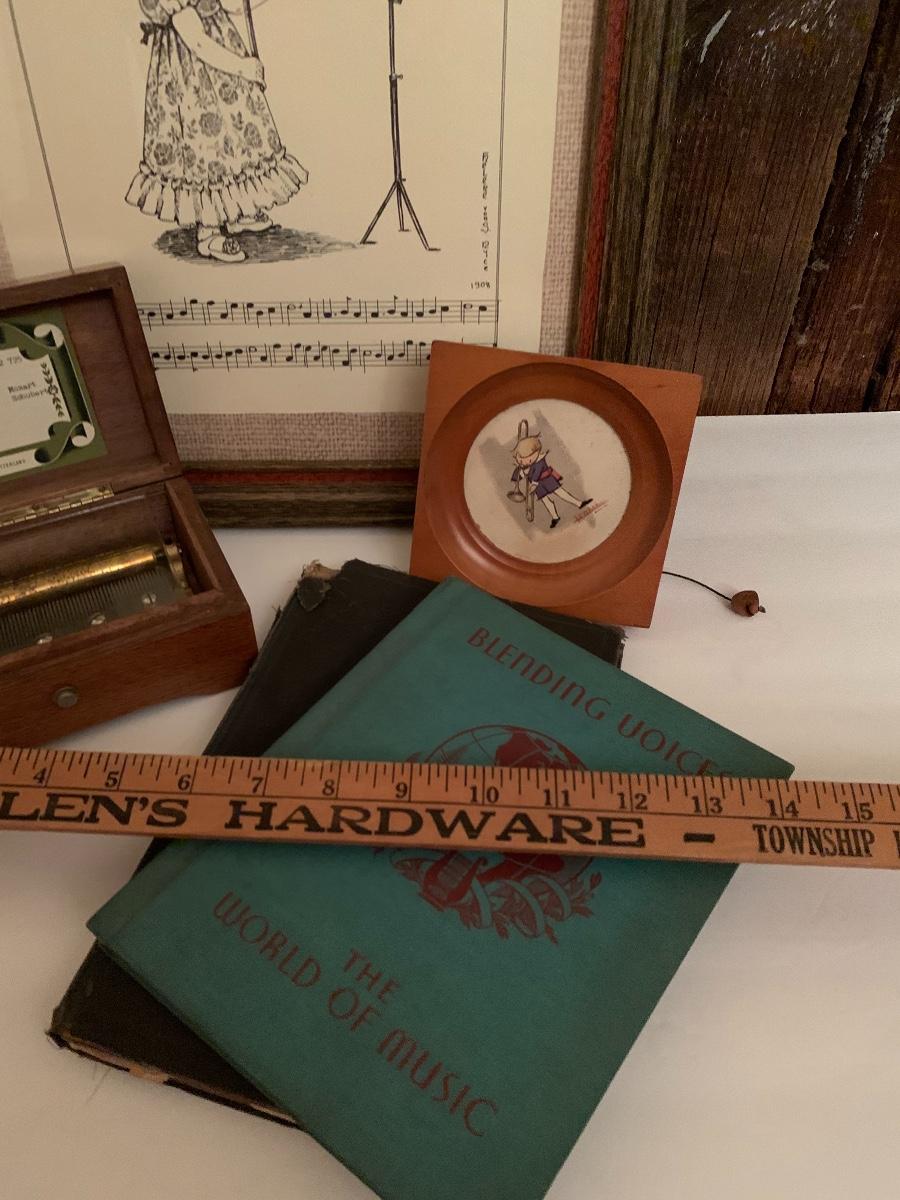 1908
Mozart
Schubert
BLENDING VOICES
4 5 6 7 8 9 10 11 12 13 14 15
LEN'S HARDWARE - TOWNSHIP
THE
WORLD OF MUSIC